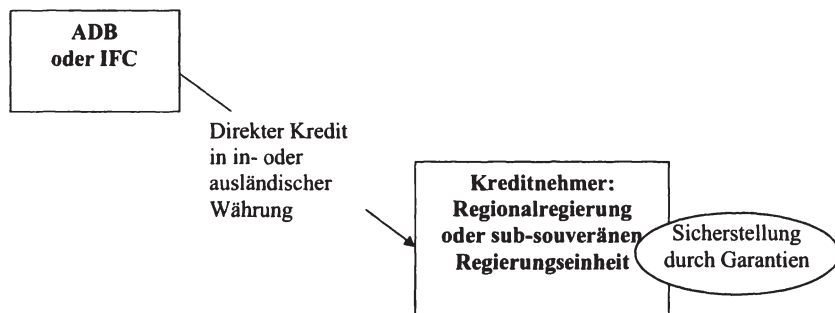 ADB
oder IFC
Direkter Kredit
in in- oder
ausländischer
Währung
Kreditnehmer:
Regionalregierung
oder sub-souveränen
Regierungseinheit
Sicherstellung
durch Garantien